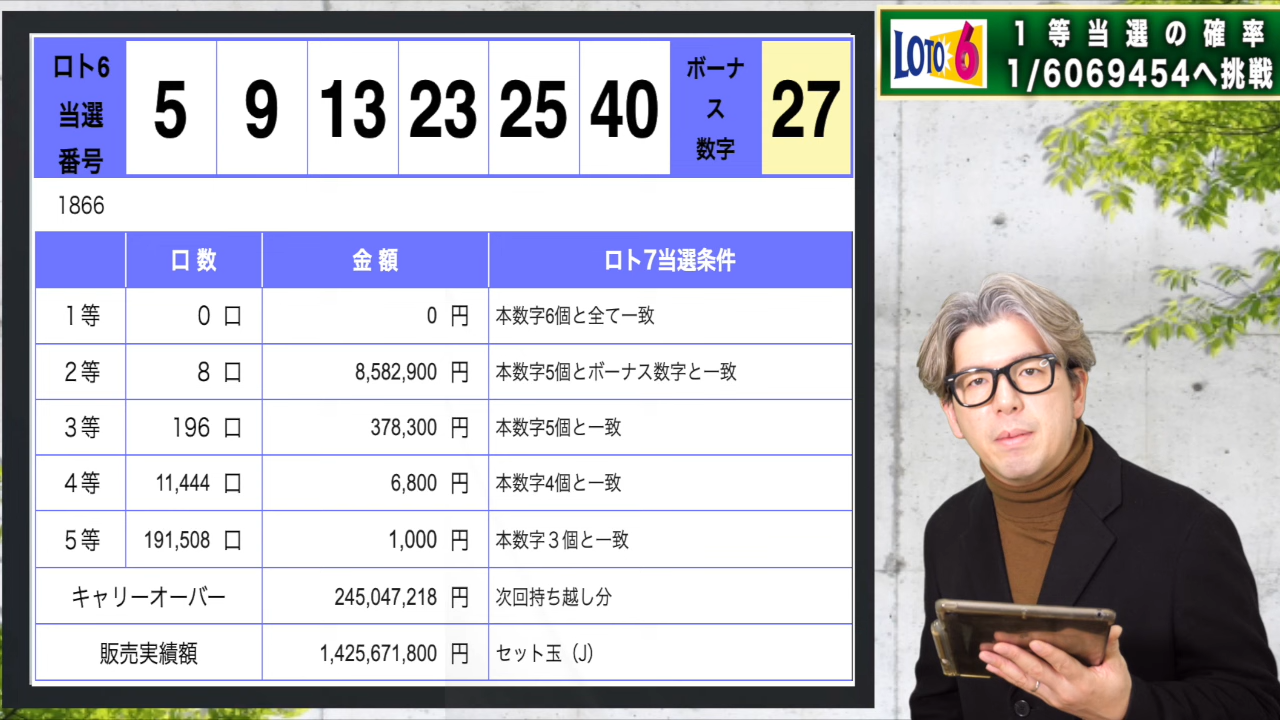 ロト6
当選
番号
5 9 13 23 25 40
ボーナ
ス
数字
27
LOTO 6
1等当選の確率
1/6069454へ挑戦
1866
口数 金額 ロト7当選条件
1等 0 口 0 円 本数字6個と全て一致
2等 8 口 8,582,900 円 本数字5個とボーナス数字と一致
3等 196 口 378,300 円 本数字5個と一致
4等 11,444 口 6,800 円 本数字4個と一致
5等 191,508 口 1,000 円 本数字３個と一致
キャリーオーバー 245,047,218 円 次回持ち越し分
販売実績額 1,425,671,800 円 セット玉（J）